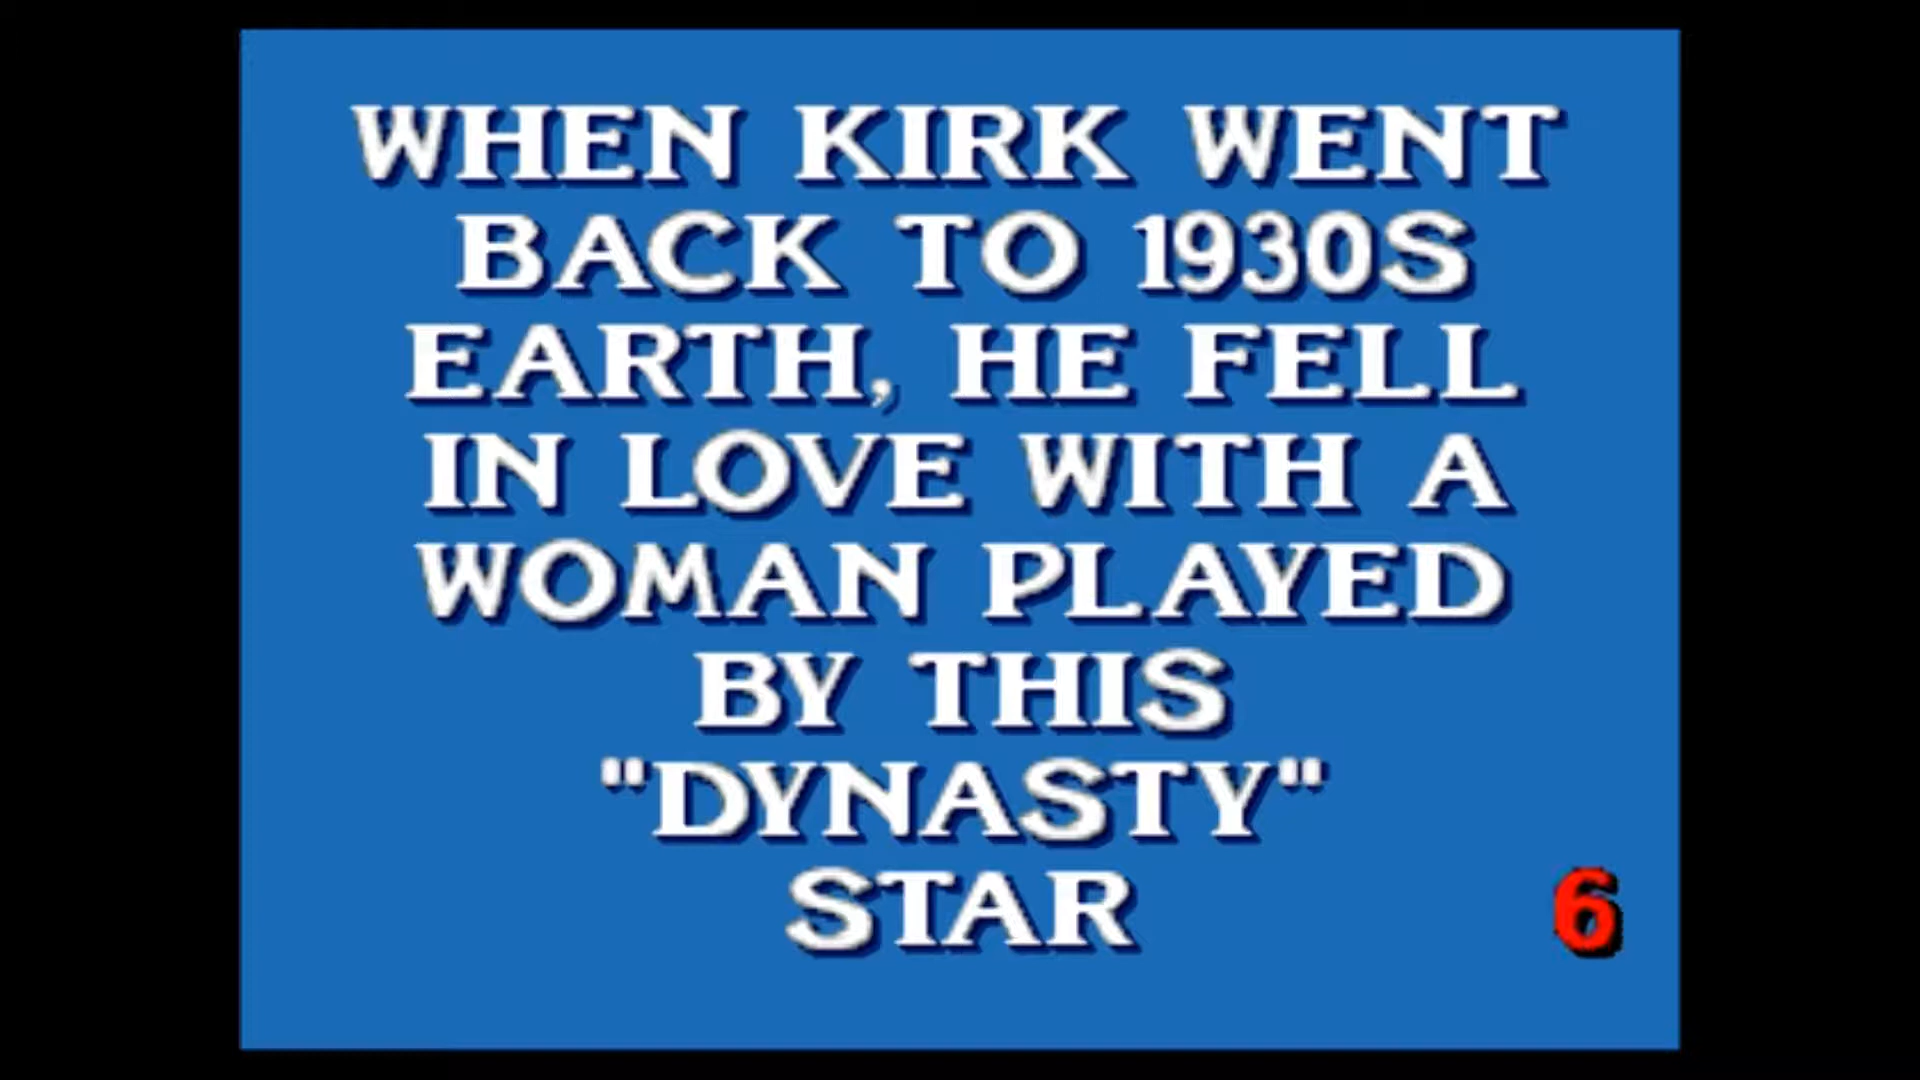 WHEN KIRK WENT
BACK TO 1930S
EARTH, HE FELL
IN LOVE WITH A
WOMAN PLAYED
BY THIS
"DYNASTY"
STAR
6